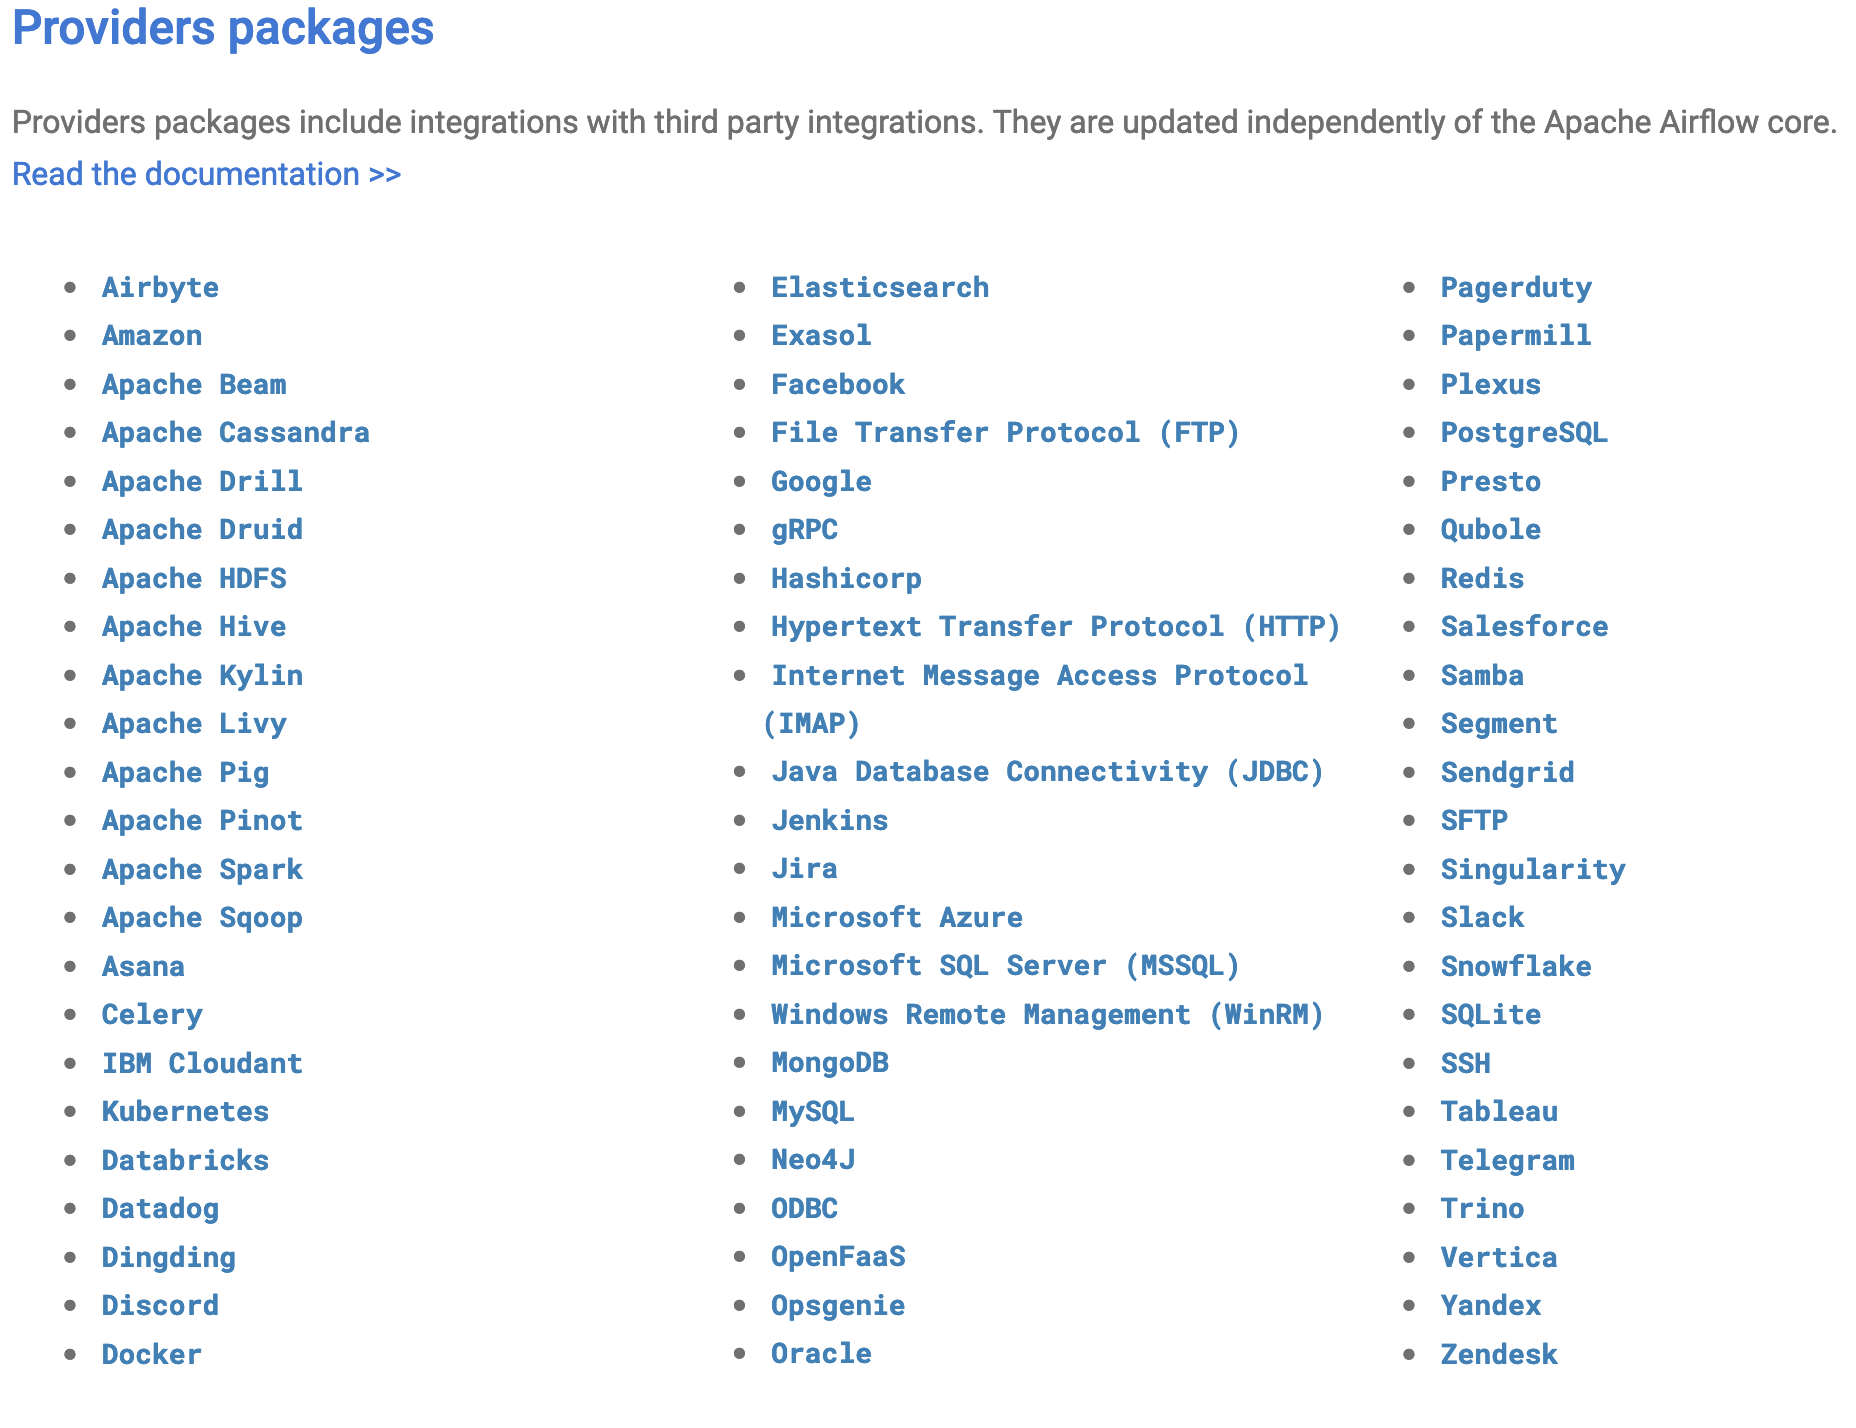 Providers packages
Providers packages include integrations with third party integrations. They are updated independently of the Apache Airflow core.
Read the documentation >>
Airbyte
Amazon
Apache Beam
Apache Cassandra
Apache Drill
Apache Druid
Apache HDFS
Apache Hive
Apache Kylin
Apache Livy
Apache Pig
Apache Pinot
Apache Spark
Apache Sqoop
Asana
Celery
IBM Cloudant
Kubernetes
Databricks
Datadog
Dingding
Discord
Docker
Elasticsearch
Exasol
Facebook
File Transfer Protocol (FTP)
Google
gRPC
Hashicorp
Hypertext Transfer Protocol (HTTP)
Internet Message Access Protocol
(IMAP)
Java Database Connectivity (JDBC)
Jenkins
Jira
Microsoft Azure
Microsoft SQL Server (MSSQL)
Windows Remote Management (WinRM)
MongoDB
MySQL
Neo4J
ODBC
OpenFaaS
Opsgenie
Oracle
Pagerduty
Papermill
Plexus
PostgreSQL
Presto
Qubole
Redis
Salesforce
Samba
Segment
Sendgrid
SFTP
Singularity
Slack
Snowflake
SQLite
SSH
Tableau
Telegram
Trino
Vertica
Yandex
Zendesk